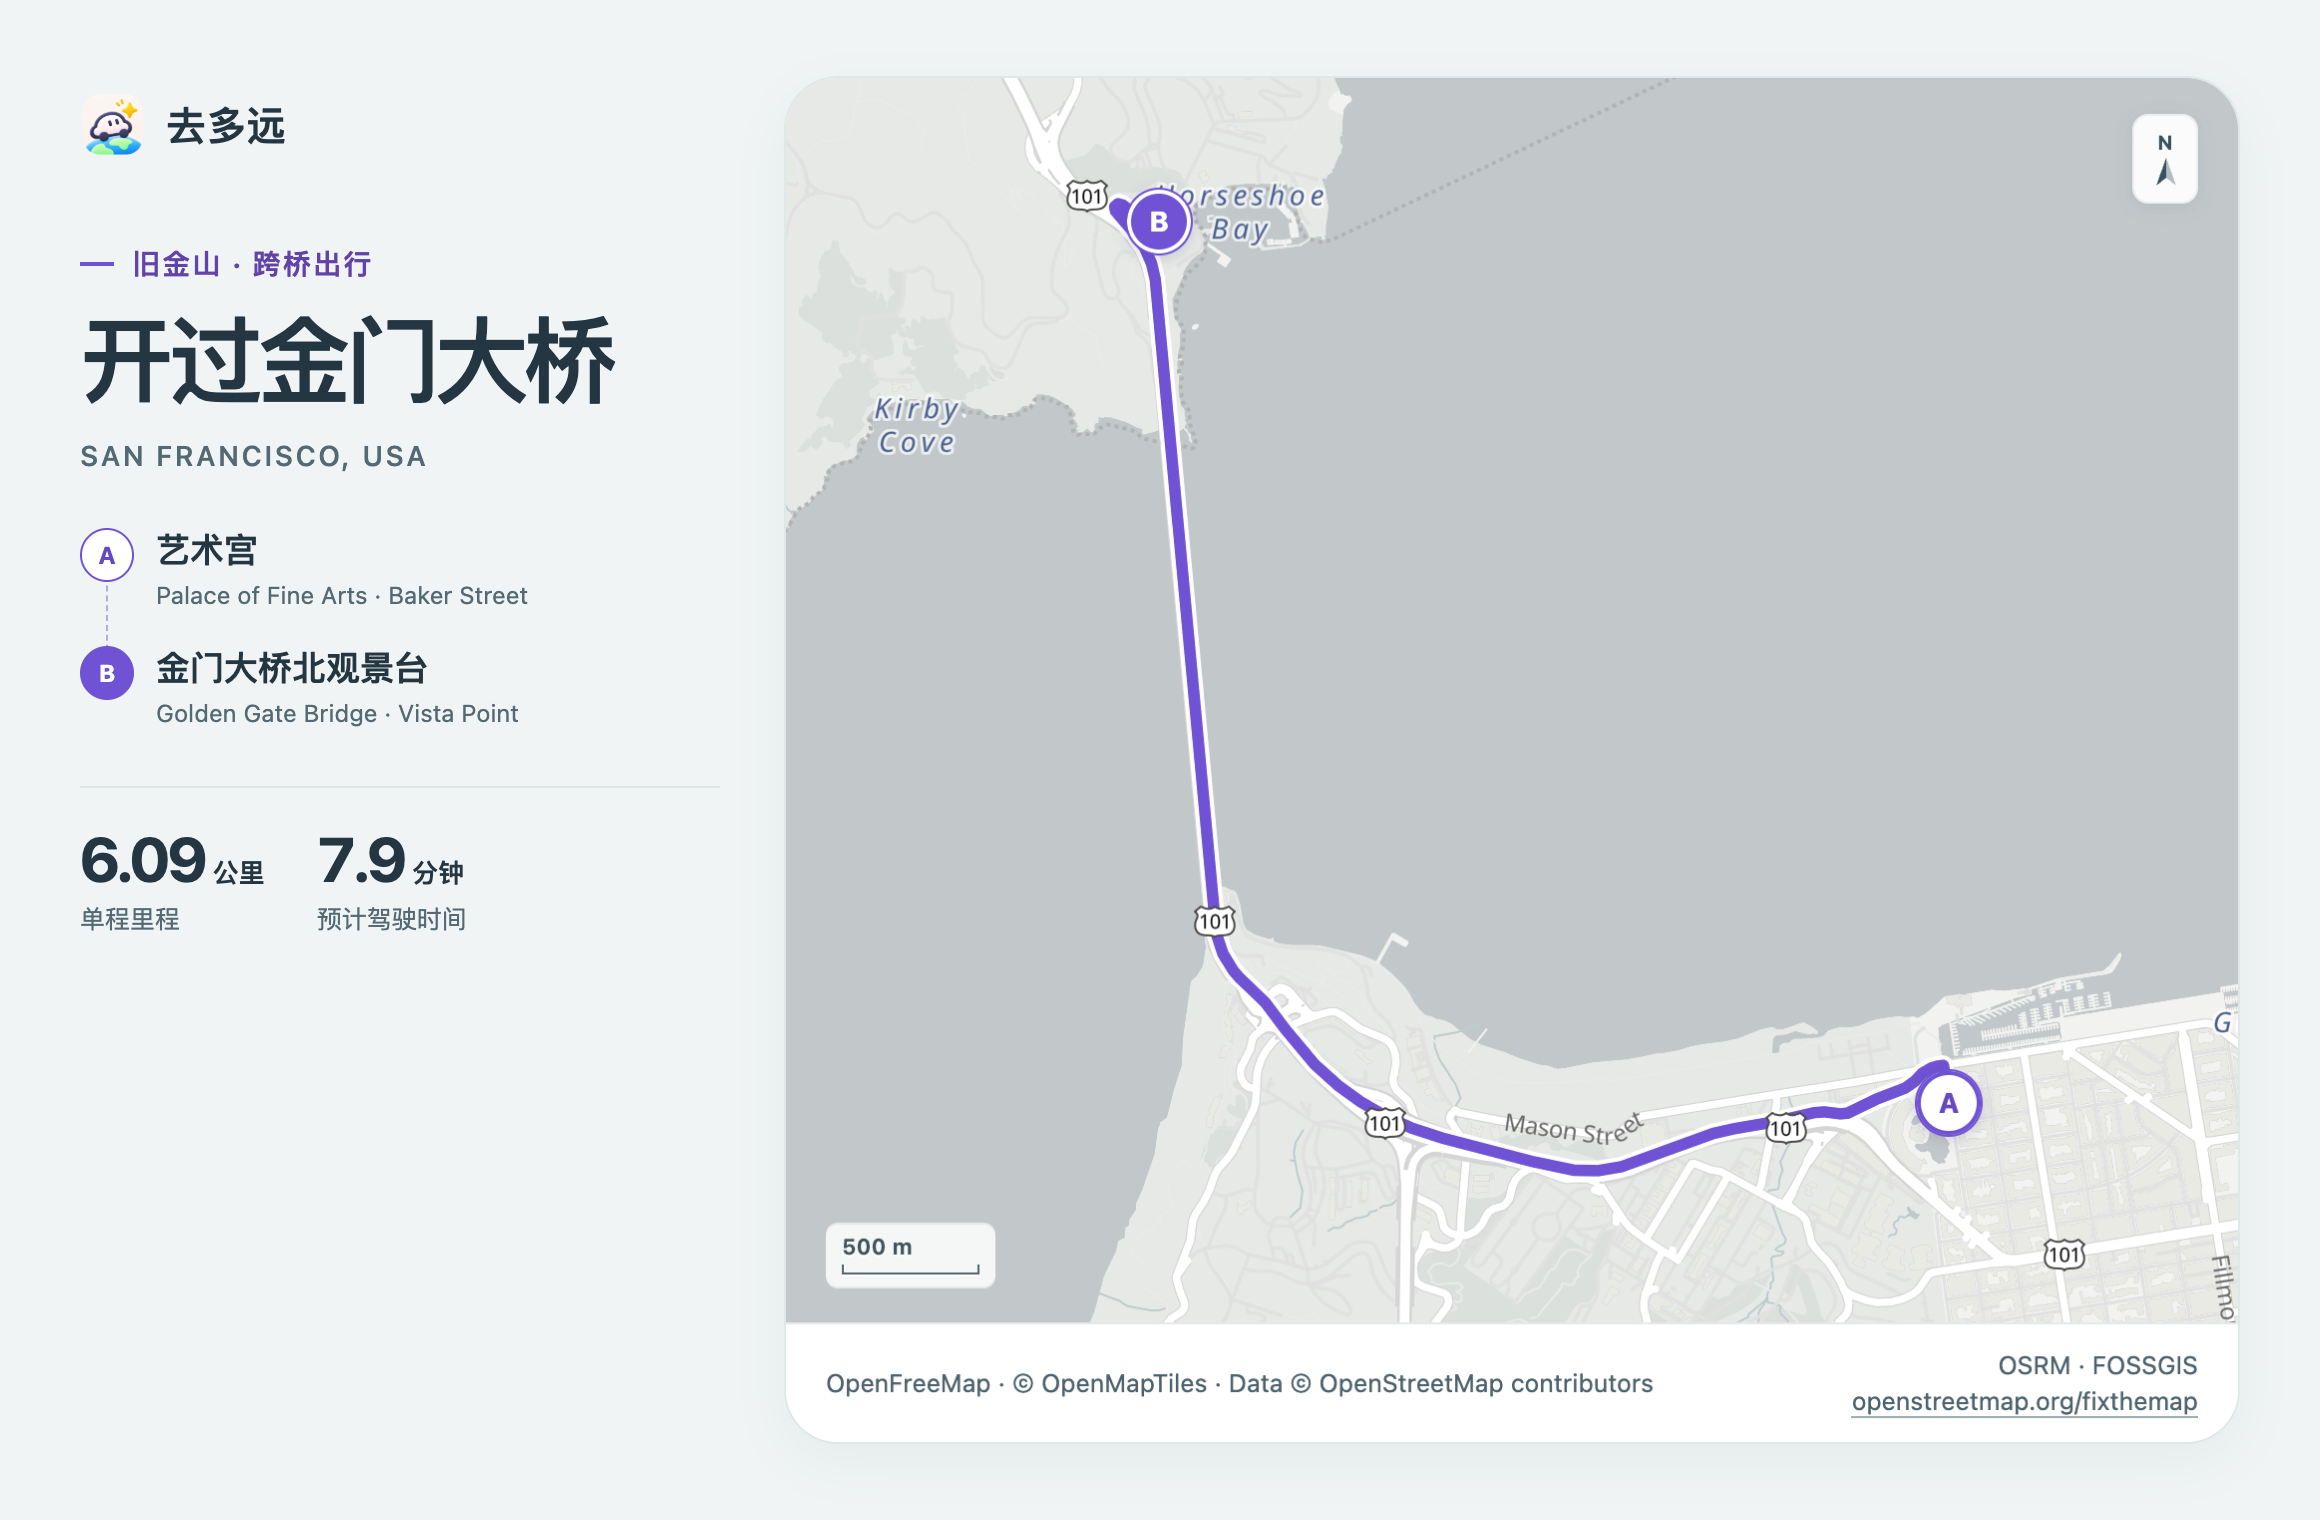 去多远
旧金山 · 跨桥出行
开过金门大桥
SAN FRANCISCO, USA
A
艺术宫
Palace of Fine Arts · Baker Street
B
金门大桥北观景台
Golden Gate Bridge · Vista Point
6.09 公里
单程里程
7.9 分钟
预计驾驶时间
N
101
B
Horseshoe
Bay
Kirby
Cove
101
G
A
101
Mason Street
101
101
Fillmo
500 m
OpenFreeMap · © OpenMapTiles · Data © OpenStreetMap contributors
OSRM · FOSSGIS
openstreetmap.org/fixthemap